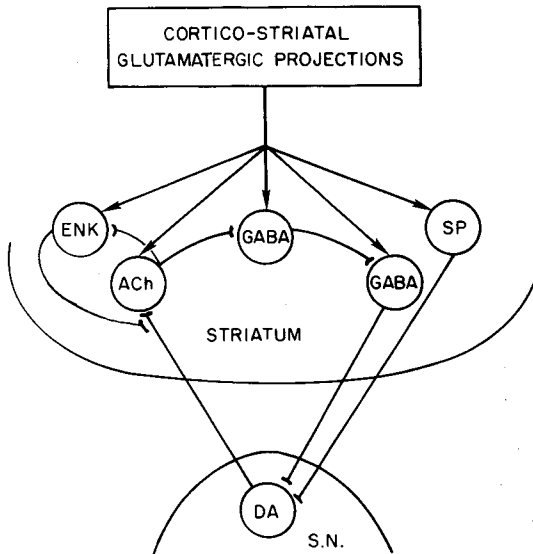 CORTICO-STRIATAL
GLUTAMATERGIC PROJECTIONS
ENK
GABA
SP
ACh
GABA
STRIATUM
DA
S.N.